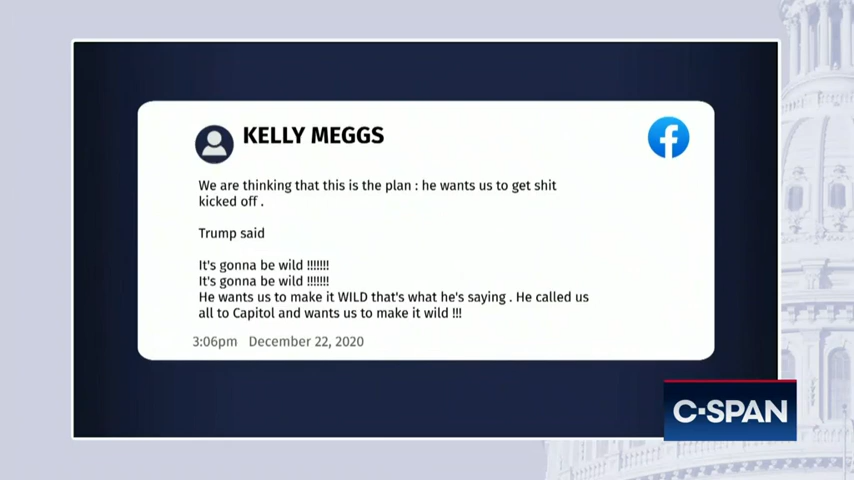 KELLY MEGGS
We are thinking that this is the plan : he wants us to get shit
kicked off .
Trump said
It's gonna be wild !!!!!!!
It's gonna be wild !!!!!!!
He wants us to make it WILD that's what he's saying . He called us
all to Capitol and wants us to make it wild !!!
3:06pm December 22, 2020
C-SPAN